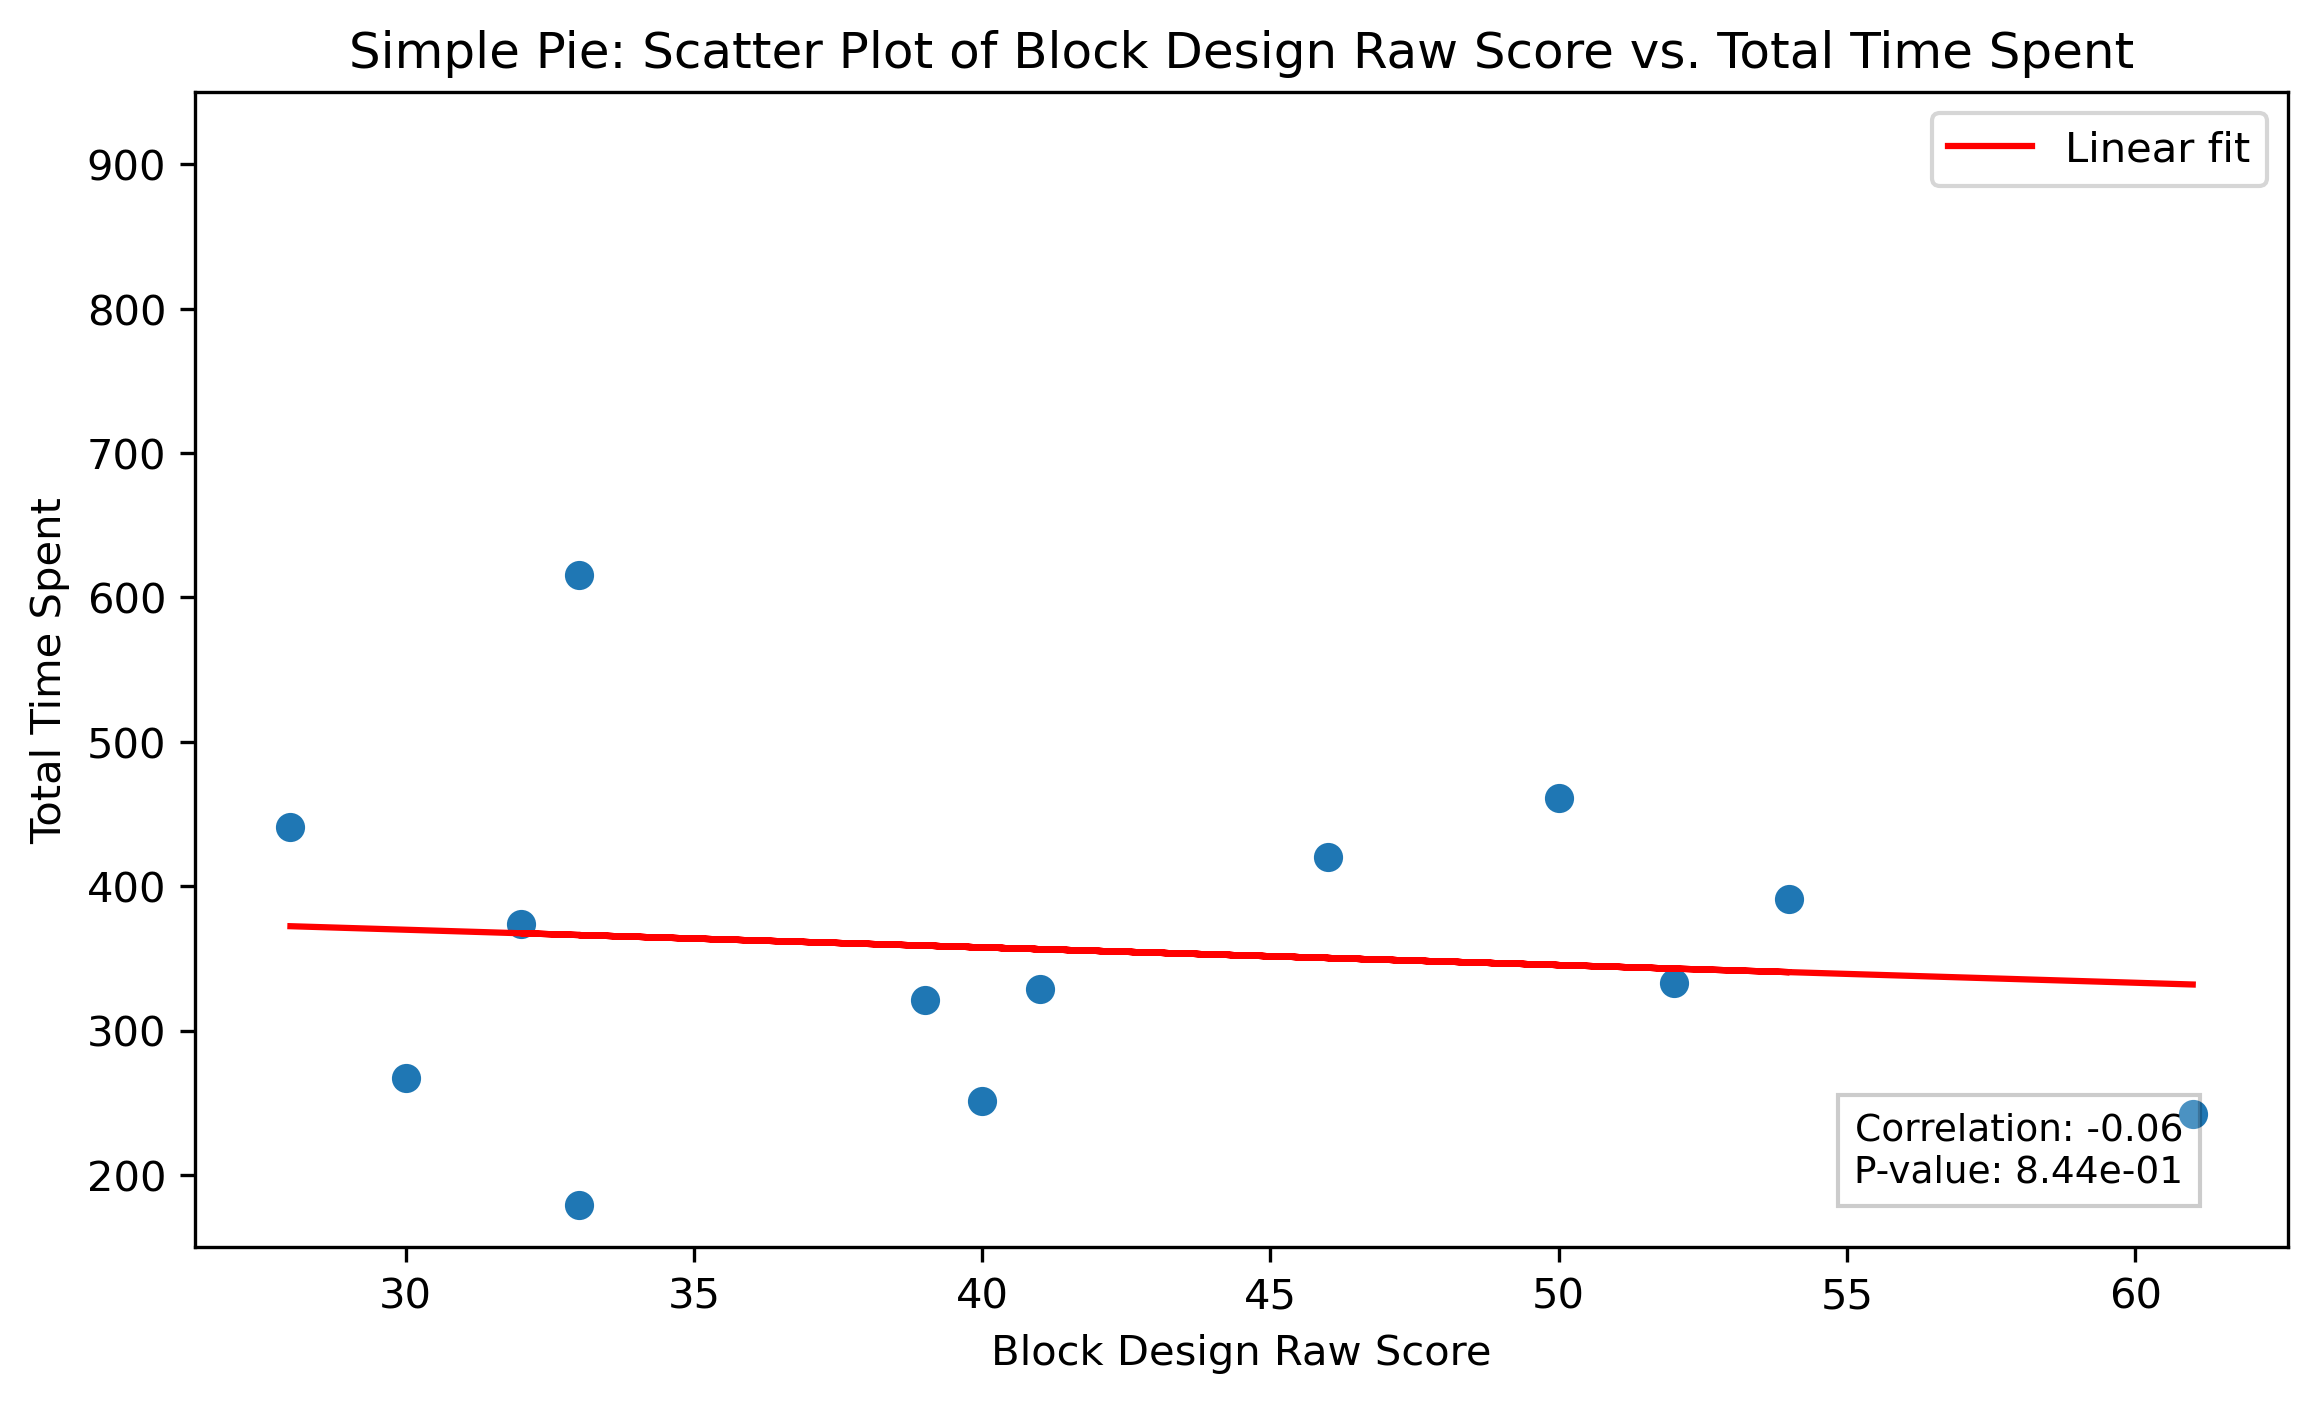 Simple Pie: Scatter Plot of Block Design Raw Score vs. Total Time Spent
Linear fit
900
800
700
600
500
400
300
200
Total Time Spent
Correlation: -0.06
P-value: 8.44e-01
30 35 40 45 50 55 60
Block Design Raw Score